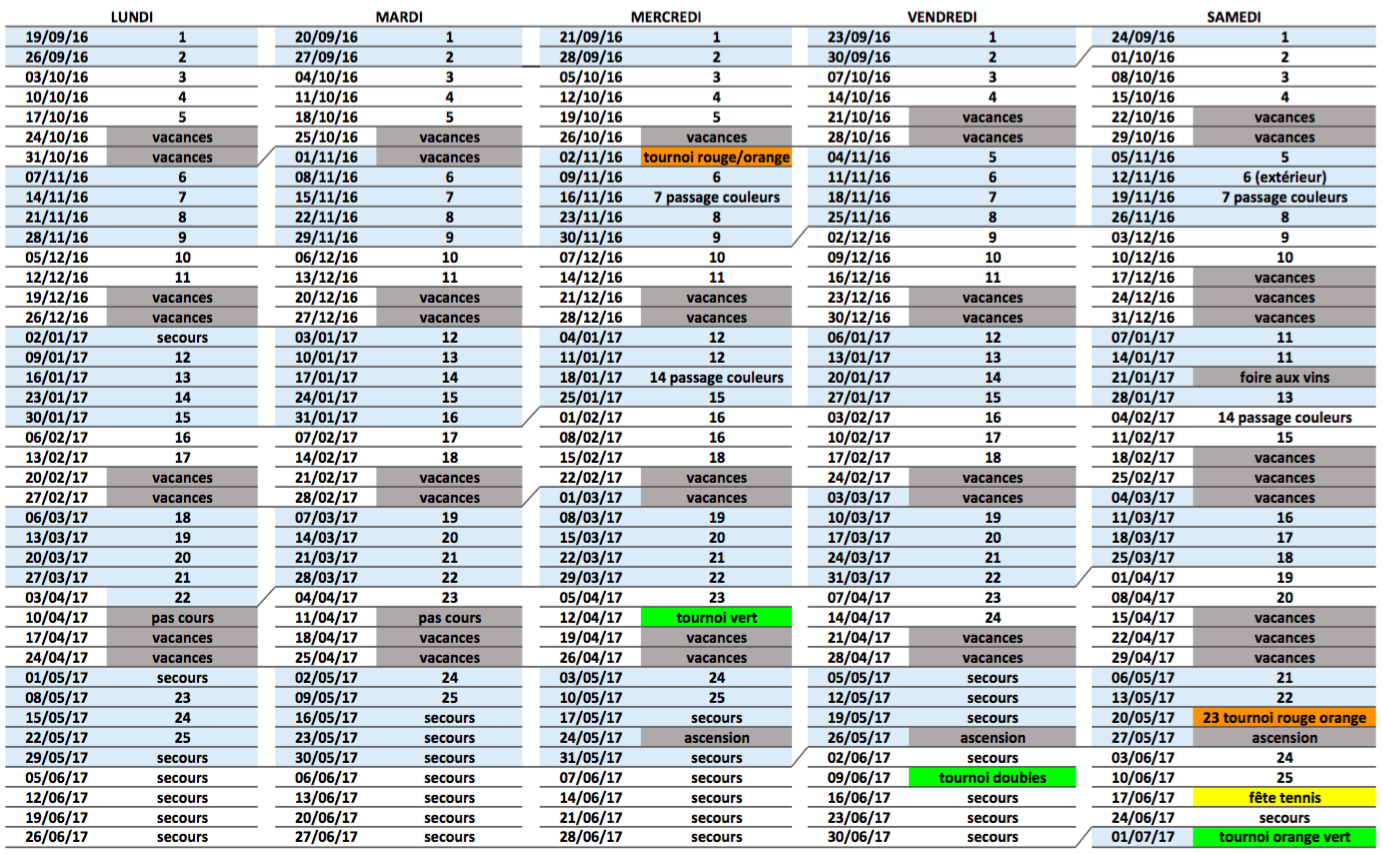 LUNDI MARDI MERCREDI VENDREDI SAMEDI
19/09/16 1 20/09/16 1 21/09/16 1 23/09/16 1 24/09/16 1
26/09/16 2 27/09/16 2 28/09/16 2 30/09/16 2 01/10/16 2
03/10/16 3 04/10/16 3 05/10/16 3 07/10/16 3 08/10/16 3
10/10/16 4 11/10/16 4 12/10/16 4 14/10/16 4 15/10/16 4
17/10/16 5 18/10/16 5 19/10/16 5 21/10/16 vacances 22/10/16 vacances
24/10/16 vacances 25/10/16 vacances 26/10/16 vacances 28/10/16 vacances 29/10/16 vacances
31/10/16 vacances 01/11/16 vacances 02/11/16 tournoi rouge/orange 04/11/16 5 05/11/16 5
07/11/16 6 08/11/16 6 09/11/16 6 11/11/16 6 12/11/16 6 (extérieur)
14/11/16 7 15/11/16 7 16/11/16 7 passage couleurs 18/11/16 7 19/11/16 7 passage couleurs
21/11/16 8 22/11/16 8 23/11/16 8 25/11/16 8 26/11/16 8
28/11/16 9 29/11/16 9 30/11/16 9 02/12/16 9 03/12/16 9
05/12/16 10 06/12/16 10 07/12/16 10 09/12/16 10 10/12/16 10
12/12/16 11 13/12/16 11 14/12/16 11 16/12/16 11 17/12/16 vacances
19/12/16 vacances 20/12/16 vacances 21/12/16 vacances 23/12/16 vacances 24/12/16 vacances
26/12/16 vacances 27/12/16 vacances 28/12/16 vacances 30/12/16 vacances 31/12/16 vacances
02/01/17 secours 03/01/17 12 04/01/17 12 06/01/17 12 07/01/17 11
09/01/17 12 10/01/17 13 11/01/17 12 13/01/17 13 14/01/17 11
16/01/17 13 17/01/17 14 18/01/17 14 passage couleurs 20/01/17 14 21/01/17 foire aux vins
23/01/17 14 24/01/17 15 25/01/17 15 27/01/17 15 28/01/17 13
30/01/17 15 31/01/17 16 01/02/17 16 03/02/17 16 04/02/17 14 passage couleurs
06/02/17 16 07/02/17 17 08/02/17 16 10/02/17 17 11/02/17 15
13/02/17 17 14/02/17 18 15/02/17 18 17/02/17 18 18/02/17 vacances
20/02/17 vacances 21/02/17 vacances 22/02/17 vacances 24/02/17 vacances 25/02/17 vacances
27/02/17 vacances 28/02/17 vacances 01/03/17 vacances 03/03/17 vacances 04/03/17 vacances
06/03/17 18 07/03/17 19 08/03/17 19 10/03/17 19 11/03/17 16
13/03/17 19 14/03/17 20 15/03/17 20 17/03/17 20 18/03/17 17
20/03/17 20 21/03/17 21 22/03/17 21 24/03/17 21 25/03/17 18
27/03/17 21 28/03/17 22 29/03/17 22 31/03/17 22 01/04/17 19
03/04/17 22 04/04/17 23 05/04/17 23 07/04/17 23 08/04/17 20
10/04/17 pas cours 11/04/17 pas cours 12/04/17 tournoi vert 14/04/17 24 15/04/17 vacances
17/04/17 vacances 18/04/17 vacances 19/04/17 vacances 21/04/17 vacances 22/04/17 vacances
24/04/17 vacances 25/04/17 vacances 26/04/17 vacances 28/04/17 vacances 29/04/17 vacances
01/05/17 secours 02/05/17 24 03/05/17 24 05/05/17 secours 06/05/17 21
08/05/17 23 09/05/17 25 10/05/17 25 12/05/17 secours 13/05/17 22
15/05/17 24 16/05/17 secours 17/05/17 secours 19/05/17 secours 20/05/17 23 tournoi rouge orange
22/05/17 25 23/05/17 secours 24/05/17 ascension 26/05/17 ascension 27/05/17 ascension
29/05/17 secours 30/05/17 secours 31/05/17 secours 02/06/17 secours 03/06/17 24
05/06/17 secours 06/06/17 secours 07/06/17 secours 09/06/17 tournoi doubles 10/06/17 25
12/06/17 secours 13/06/17 secours 14/06/17 secours 16/06/17 secours 17/06/17 fête tennis
19/06/17 secours 20/06/17 secours 21/06/17 secours 23/06/17 secours 24/06/17 secours
26/06/17 secours 27/06/17 secours 28/06/17 secours 30/06/17 secours 01/07/17 tournoi orange vert